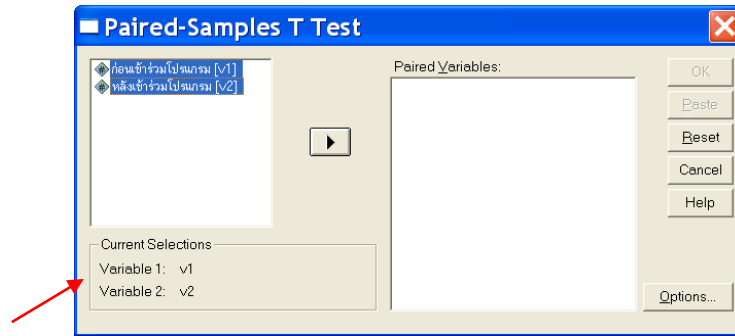 Paired-Samples T Test
ก่อนเข้าร่วมโปรแกรม [v1]
หลังเข้าร่วมโปรแกรม [v2]
Paired Variables:
OK
Paste
Reset
Cancel
Help
Current Selections
Variable 1: v1
Variable 2: v2
Options...